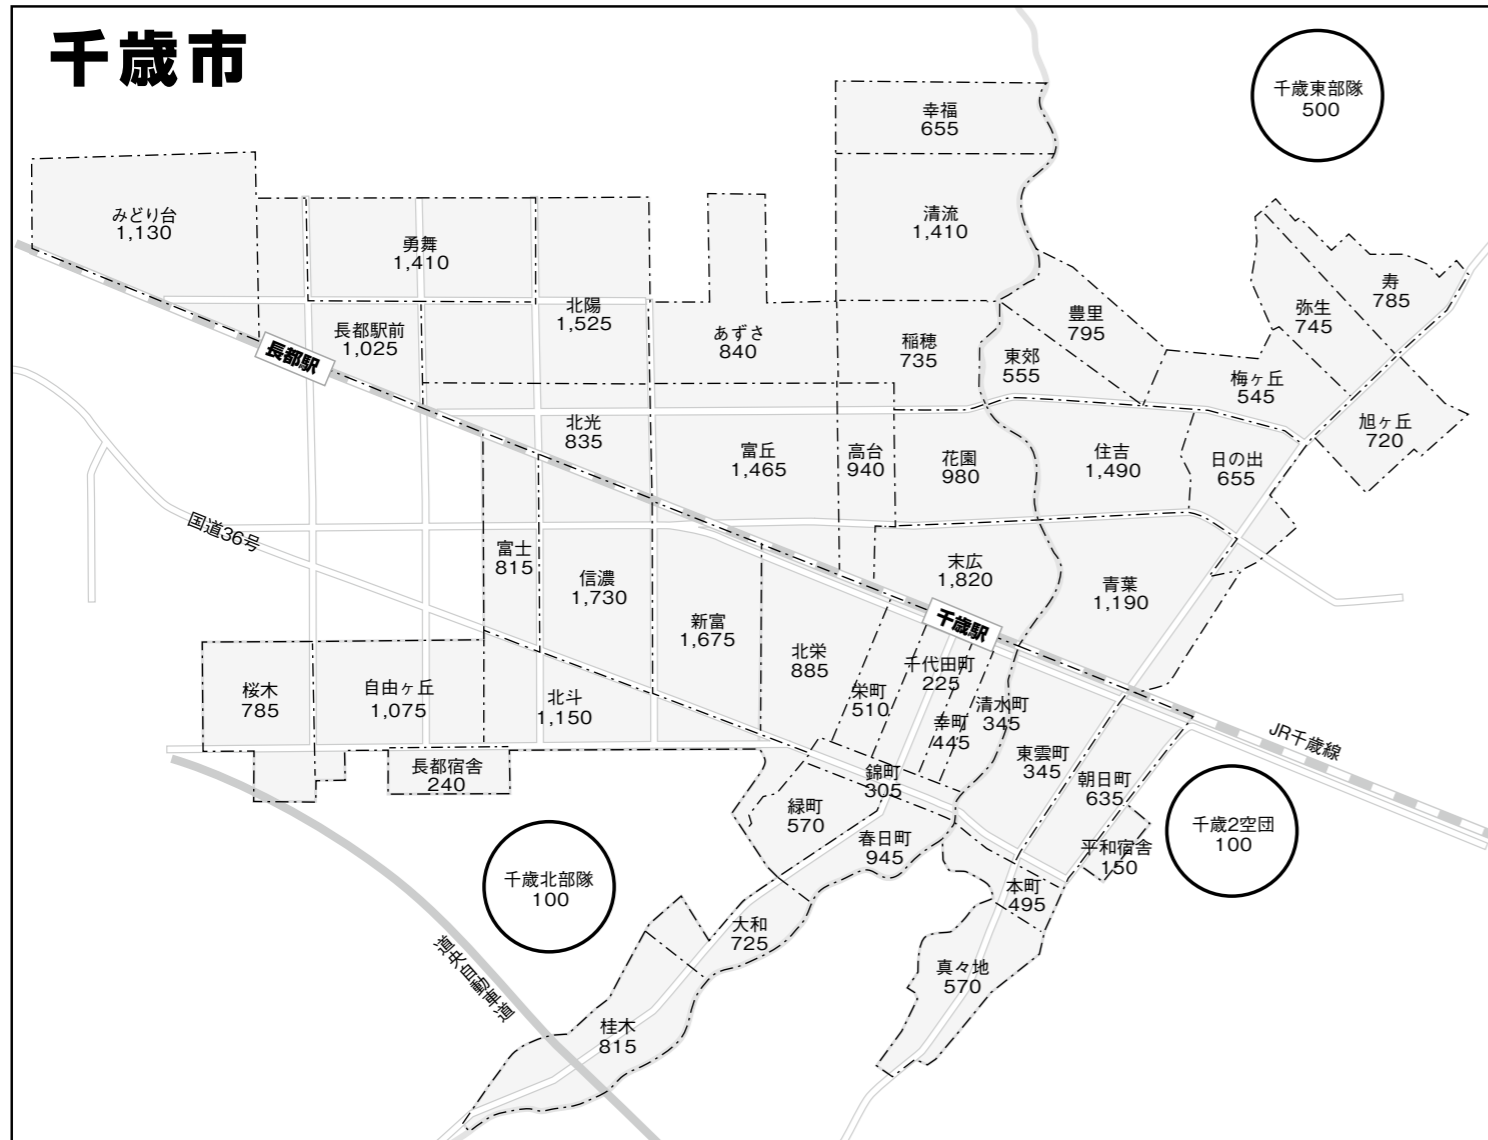 千歳市
千歳東部隊
500
幸福
655
みどり台
1,130
勇舞
1,410
清流
1,410
北陽
1,525
長都駅前
1,025
長都駅
あずさ
840
稲穂
735
東郊
555
豊里
795
弥生
745
寿
785
梅ヶ丘
545
旭ヶ丘
720
北光
835
富丘
1,465
高台
940
花園
980
住吉
1,490
日の出
655
国道36号
富士
815
信濃
1,730
新富
1,675
末広
1,820
青葉
1,190
千歳駅
北栄
885
栄町
510
千代田町
225
幸町
445
清水町
345
東雲町
345
朝日町
635
JR千歳線
桜木
785
自由ヶ丘
1,075
北斗
1,150
長都宿舎
240
錦町
305
緑町
570
春日町
945
平和宿舎
150
千歳2空団
100
千歳北部隊
100
本町
495
大和
725
真々地
570
道央自動車道
桂木
815